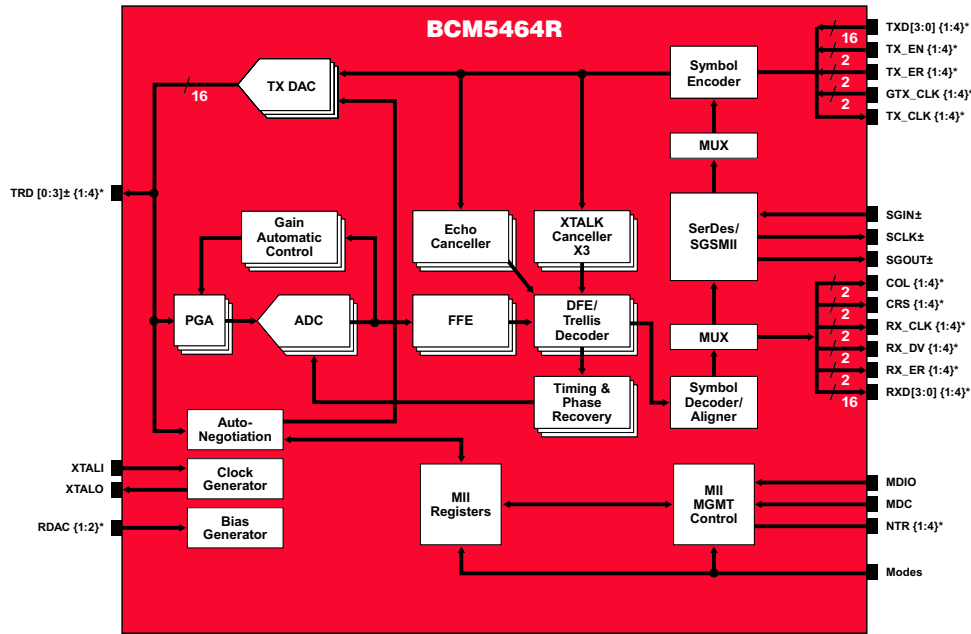 BCM5464R
TXD[3:0] {1:4}*
16
TX_EN {1:4}*
2
TX_ER {1:4}*
2
GTX_CLK {1:4}*
2
TX_CLK {1:4}*
TX DAC
16
Symbol
Encoder
MUX
TRD [0:3]± {1:4}*
Gain
Automatic
Control
Echo
Canceller
XTALK
Canceller
X3
SerDes/
SGSMII
SGIN±
SCLK±
SGOUT±
PGA
ADC
FFE
DFE/
Trellis
Decoder
MUX
COL {1:4}*
2
CRS {1:4}*
2
RX_CLK {1:4}*
2
RX_DV {1:4}*
2
RX_ER {1:4}*
2
RXD[3:0] {1:4}*
16
Timing &
Phase
Recovery
Symbol
Decoder/
Aligner
Auto-
Negotiation
XTALI
XTALO
Clock
Generator
MII
Registers
MII
MGMT
Control
MDIO
MDC
NTR {1:4}*
RDAC {1:2}*
Bias
Generator
Modes